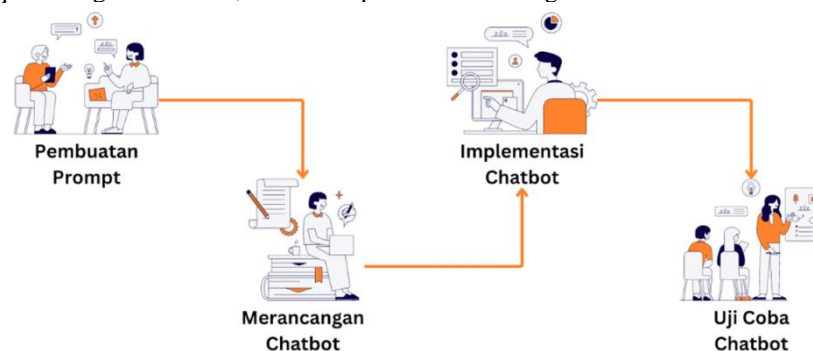 Pembuatan
Prompt
Implementasi
Chatbot
Merancangan
Chatbot
Uji Coba
Chatbot